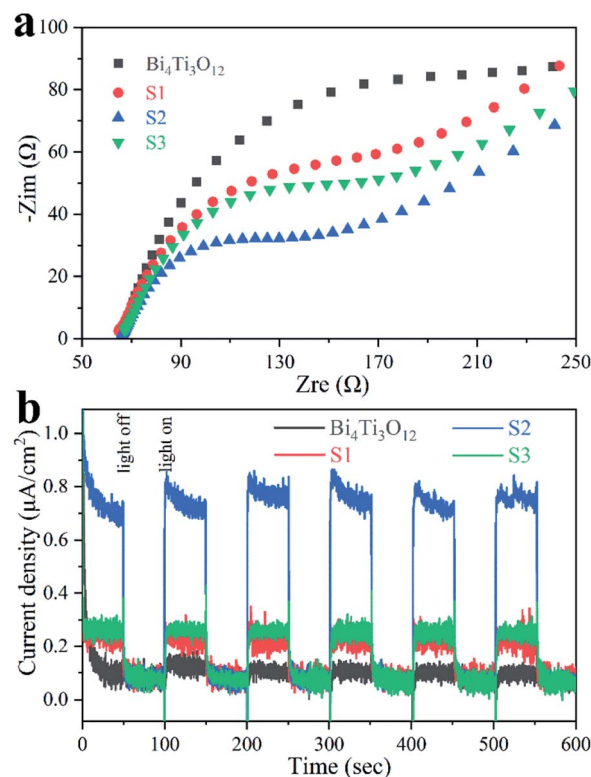 a
100
80
60
40
20
0
-Zim (Ω)
Bi₄Ti₃O₁₂
S1
S2
S3
50 90 130 170 210 250
Zre (Ω)
b
1.0
0.8
0.6
0.4
0.2
0.0
Current density (μA/cm²)
light off
light on
Bi₄Ti₃O₁₂ S2
S1 S3
0 100 200 300 400 500 600
Time (sec)